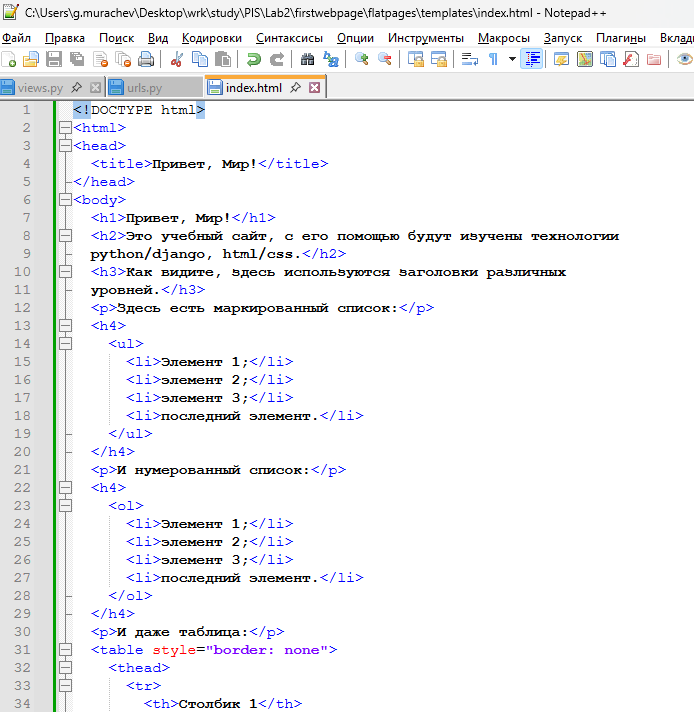 C:\Users\g.murachev\Desktop\wrk\study\PIS\Lab2\firstwebpage\flatpages\templates\index.html - Notepad++
Файл Правка Поиск Вид Кодировки Синтаксисы Опции Инструменты Макросы Запуск Плагины Вклад
views.py urls.py index.html
1 <!DOCTYPE html>
2 <html>
3 <head>
4 <title>Привет, Мир!</title>
5 </head>
6 <body>
7 <h1>Привет, Мир!</h1>
8 <h2>Это учебный сайт, с его помощью будут изучены технологии
9 python/django, html/css.</h2>
10 <h3>Как видите, здесь используются заголовки различных
11 уровней.</h3>
12 <p>Здесь есть маркированный список:</p>
13 <h4>
14 <ul>
15 <li>Элемент 1;</li>
16 <li>элемент 2;</li>
17 <li>элемент 3;</li>
18 <li>последний элемент.</li>
19 </ul>
20 </h4>
21 <p>И нумерованный список:</p>
22 <h4>
23 <ol>
24 <li>Элемент 1;</li>
25 <li>элемент 2;</li>
26 <li>элемент 3;</li>
27 <li>последний элемент.</li>
28 </ol>
29 </h4>
30 <p>И даже таблица:</p>
31 <table style="border: none">
32 <thead>
33 <tr>
34 <th>Столбик 1</th>